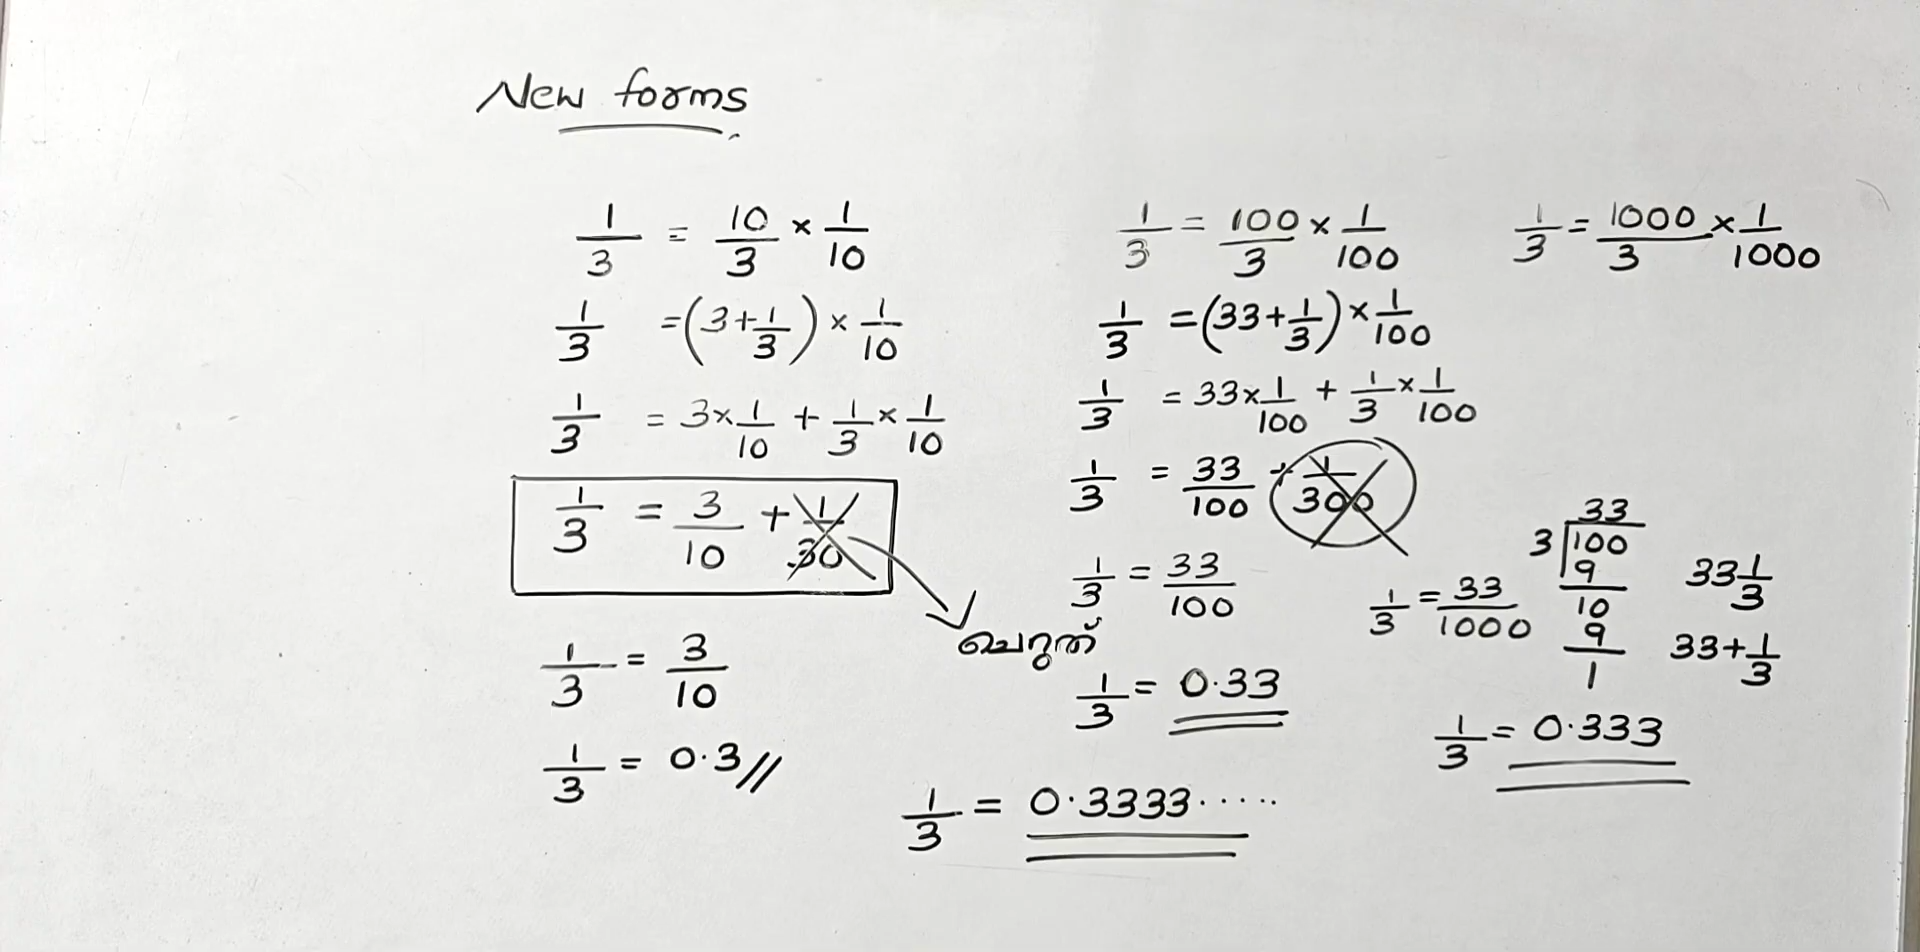 New forms
1/3 = 10/3 × 1/10
1/3 = (3+1/3) × 1/10
1/3 = 3×1/10 + 1/3×1/10
1/3 = 3/10 + 1/30
ചെറുത്
1/3 = 3/10
1/3 = 0.3//
1/3 = 100/3 × 1/100
1/3 = (33+1/3) × 1/100
1/3 = 33×1/100 + 1/3×1/100
1/3 = 33/100 + 1/300
1/3 = 33/100
1/3 = 0.33
1/3 = 1000/3 × 1/1000
33
3 100
9
10
9
1
33 1/3
33+1/3
1/3 = 33/1000
1/3 = 0.333
1/3 = 0.3333.....